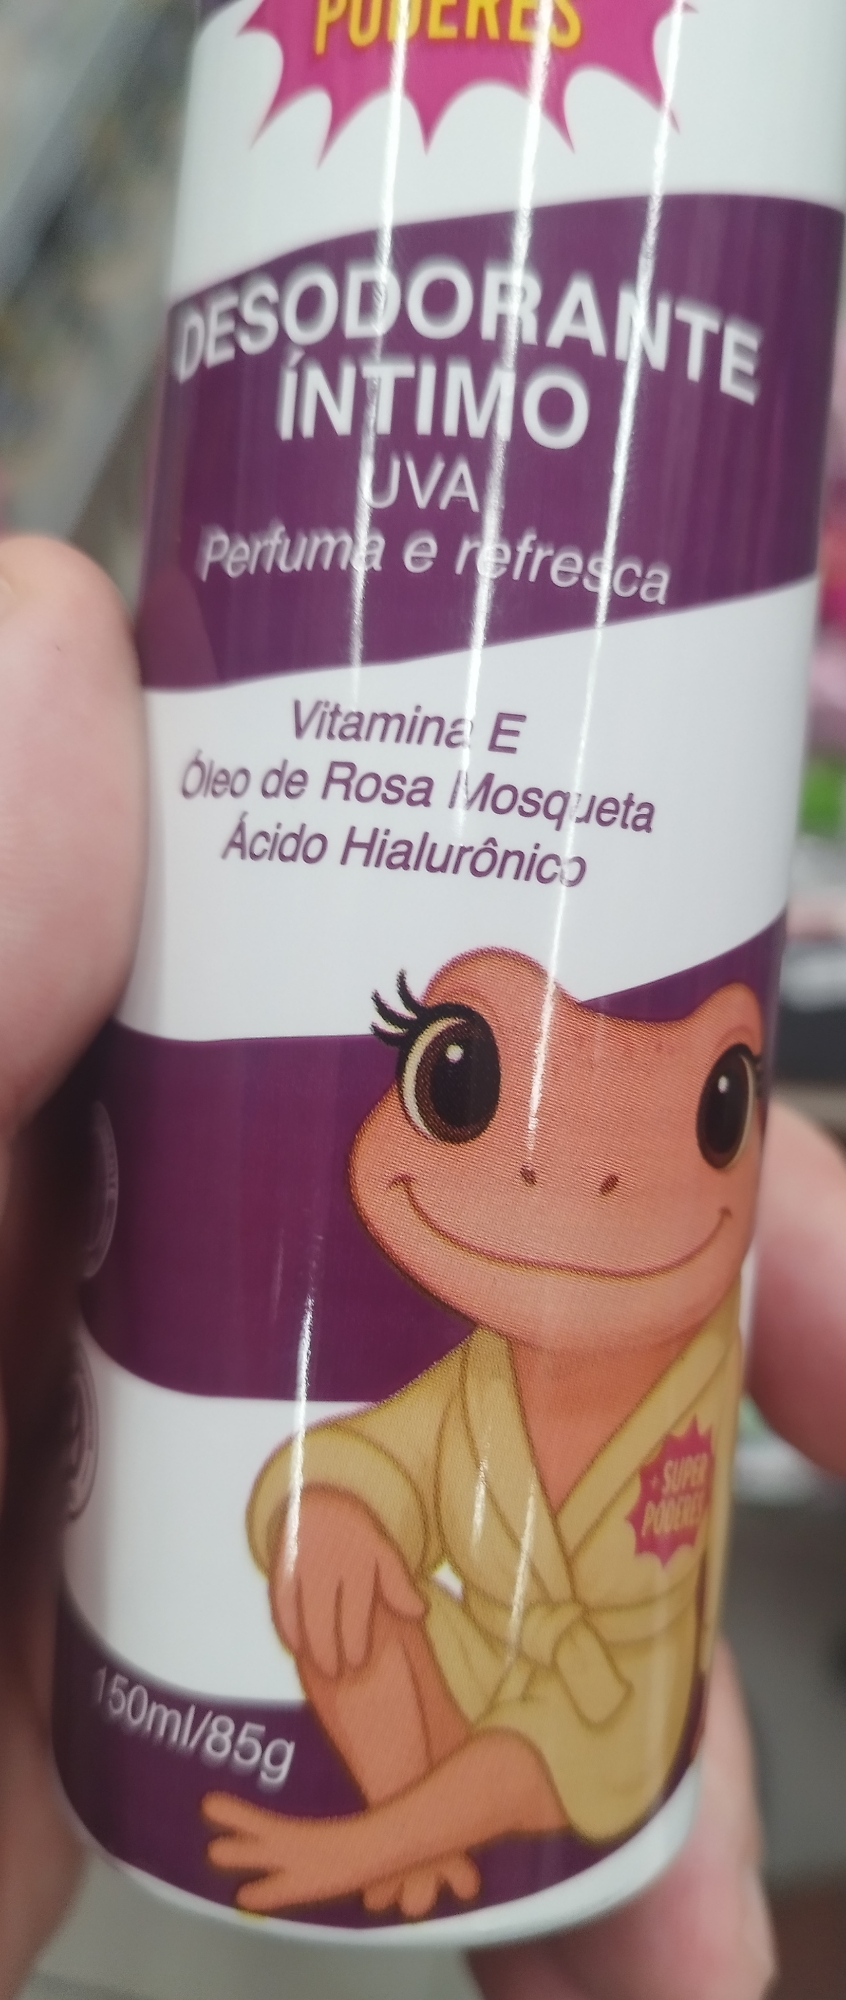 PODERES
DESODORANTE
ÍNTIMO
UVA
Perfuma e refresca
Vitamina E
Óleo de Rosa Mosqueta
Ácido Hialurônico
+ SUPER
PODERES
150ml/85g